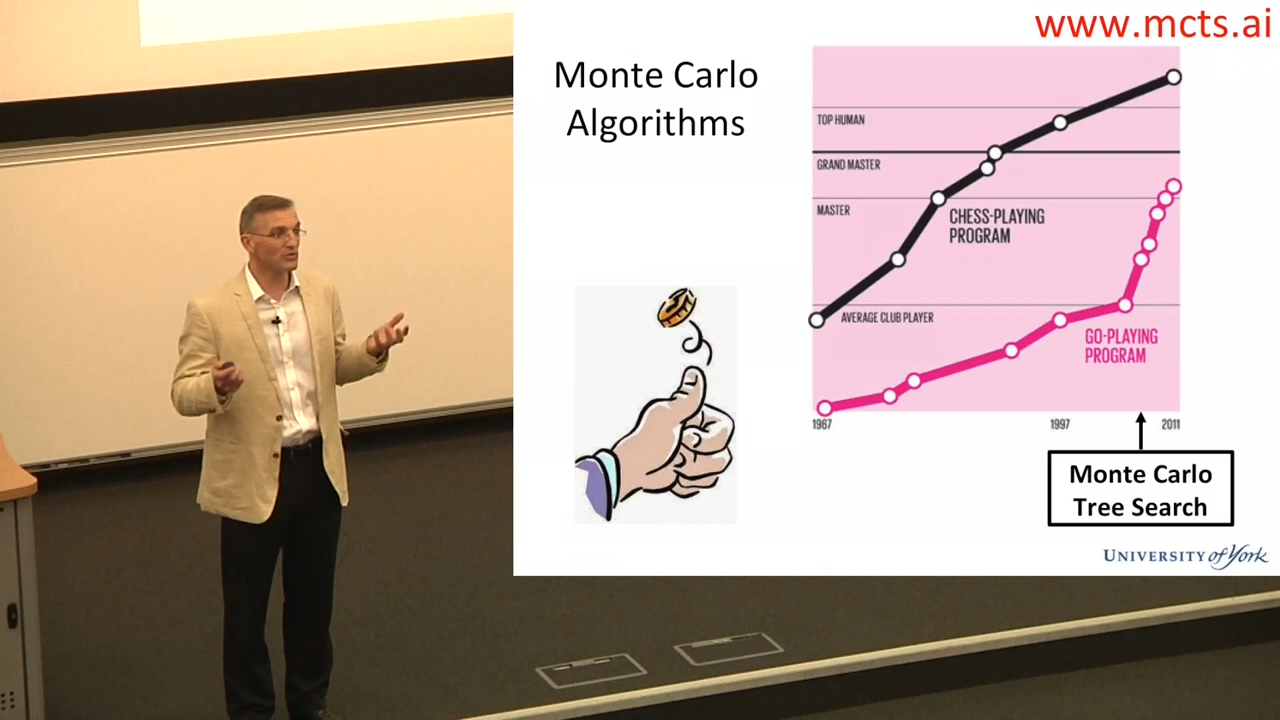 www.mcts.ai
Monte Carlo
Algorithms
TOP HUMAN
GRAND MASTER
MASTER
CHESS-PLAYING
PROGRAM
AVERAGE CLUB PLAYER
GO-PLAYING
PROGRAM
1967
1997
2011
Monte Carlo
Tree Search
UNIVERSITY of York